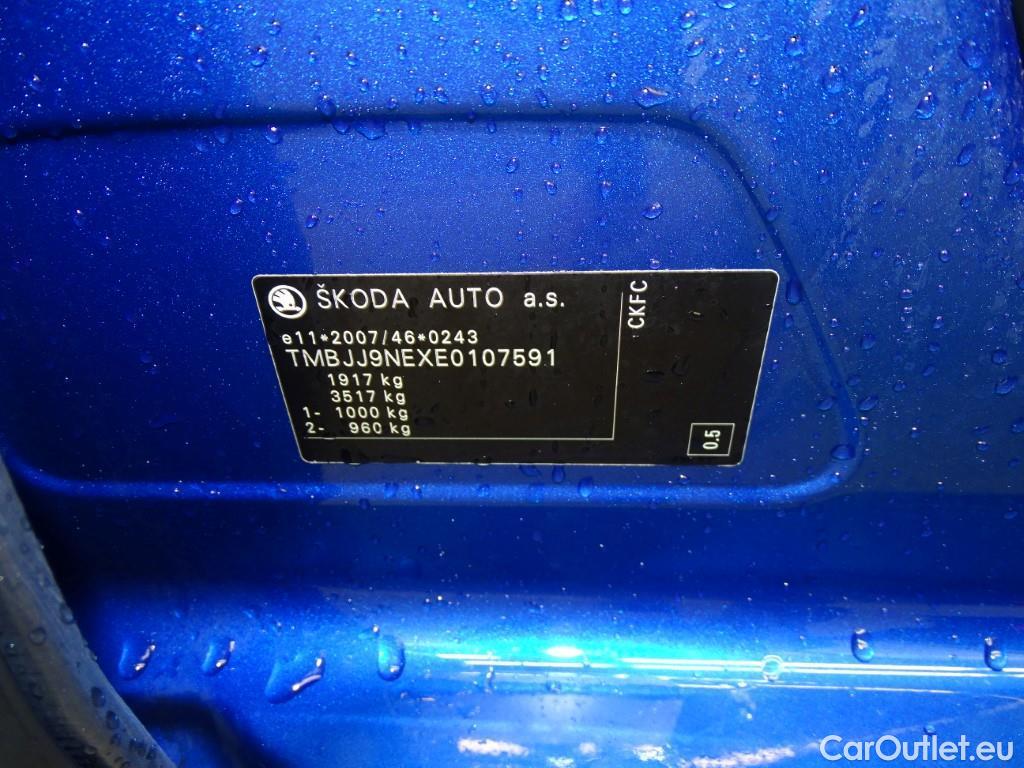 ŠKODA AUTO a.s.
e11*2007/46*0243
TMBJJ9NEXE0107591
1917 kg
3517 kg
1- 1000 kg
2- 960 kg
CKFC
0.5
CarOutlet.eu